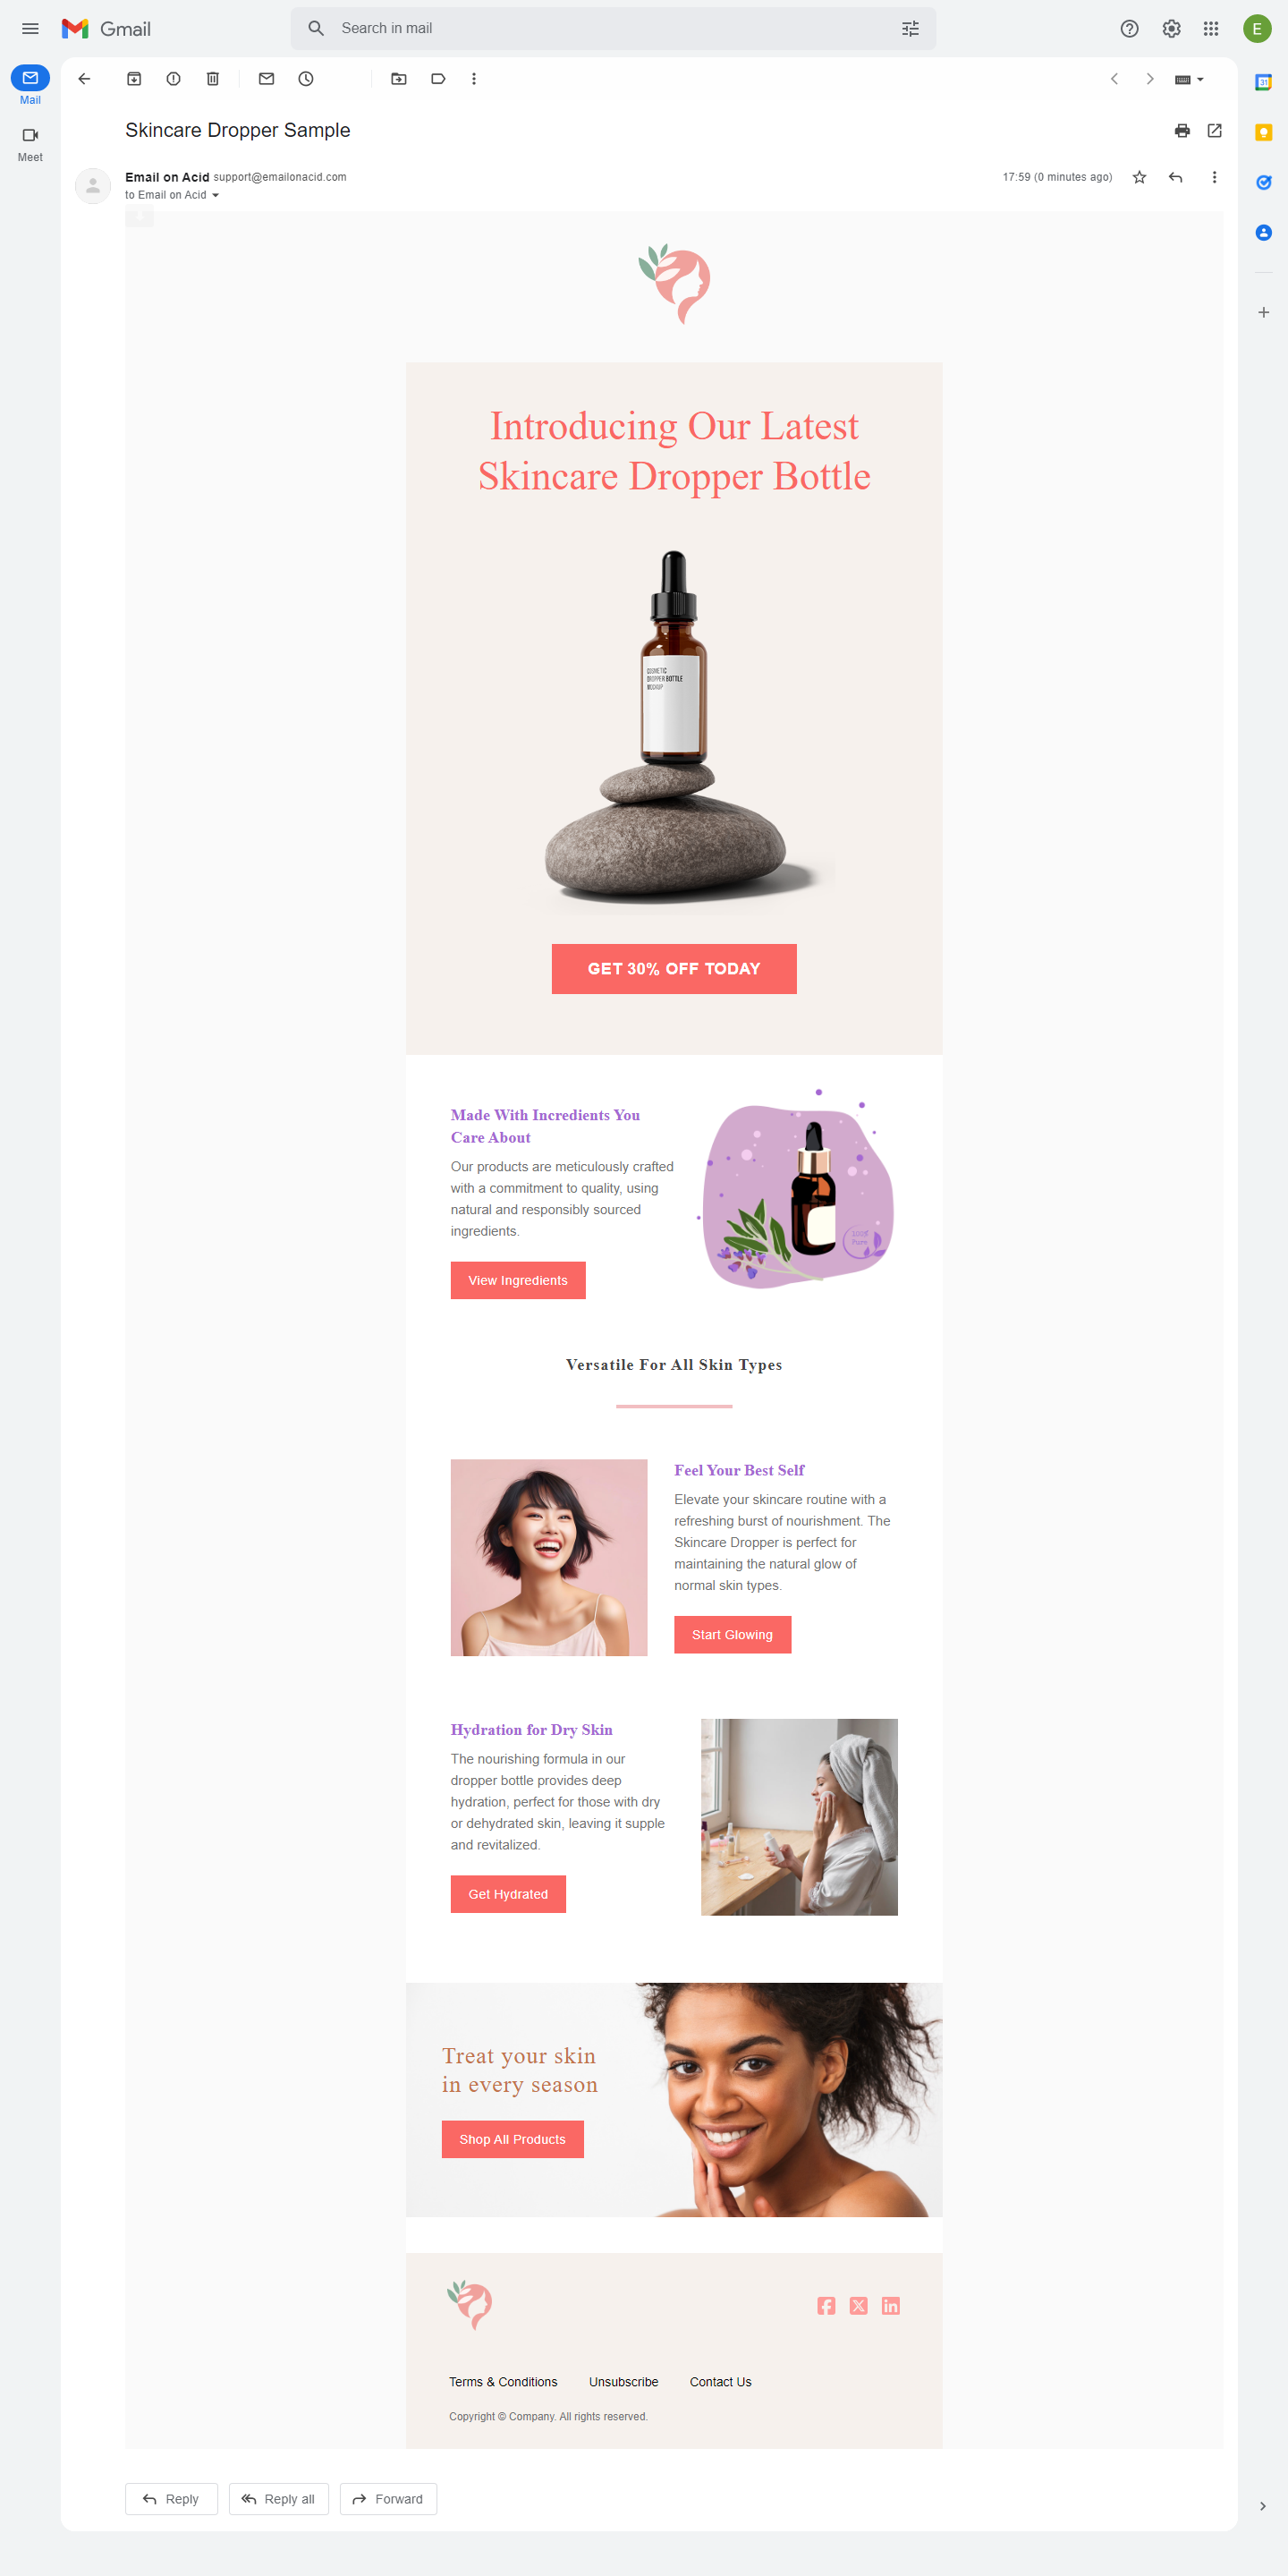 Gmail
Search in mail
E
Mail
Meet
31
Skincare Dropper Sample
Email on Acid support@emailonacid.com
17:59 (0 minutes ago)
to Email on Acid
Introducing Our Latest
Skincare Dropper Bottle
COSMETIC
DROPPER BOTTLE
MOCKUP
GET 30% OFF TODAY
Made With Ingredients You
Care About
Our products are meticulously crafted
with a commitment to quality, using
natural and responsibly sourced
ingredients.
View Ingredients
100%
Pure
Versatile For All Skin Types
Feel Your Best Self
Elevate your skincare routine with a
refreshing burst of nourishment. The
Skincare Dropper is perfect for
maintaining the natural glow of
normal skin types.
Start Glowing
Hydration for Dry Skin
The nourishing formula in our
dropper bottle provides deep
hydration, perfect for those with dry
or dehydrated skin, leaving it supple
and revitalized.
Get Hydrated
Treat your skin
in every season
Shop All Products
Terms & Conditions Unsubscribe Contact Us
Copyright © Company. All rights reserved.
Reply Reply all Forward